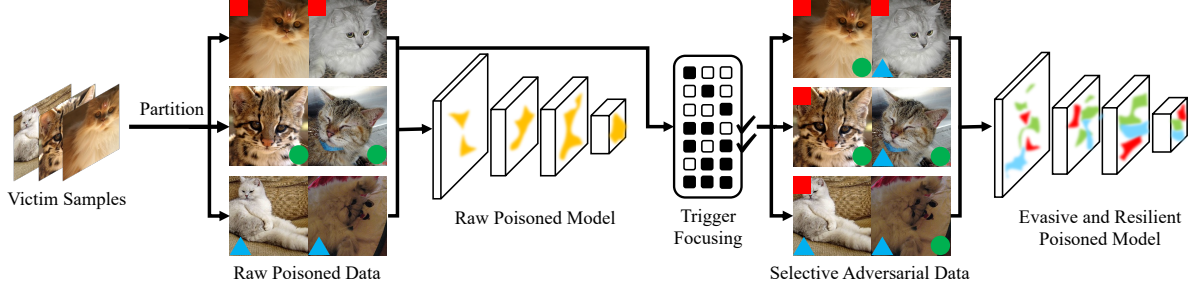 Partition
Victim Samples
Raw Poisoned Data
Raw Poisoned Model
Trigger
Focusing
Selective Adversarial Data
Evasive and Resilient
Poisoned Model